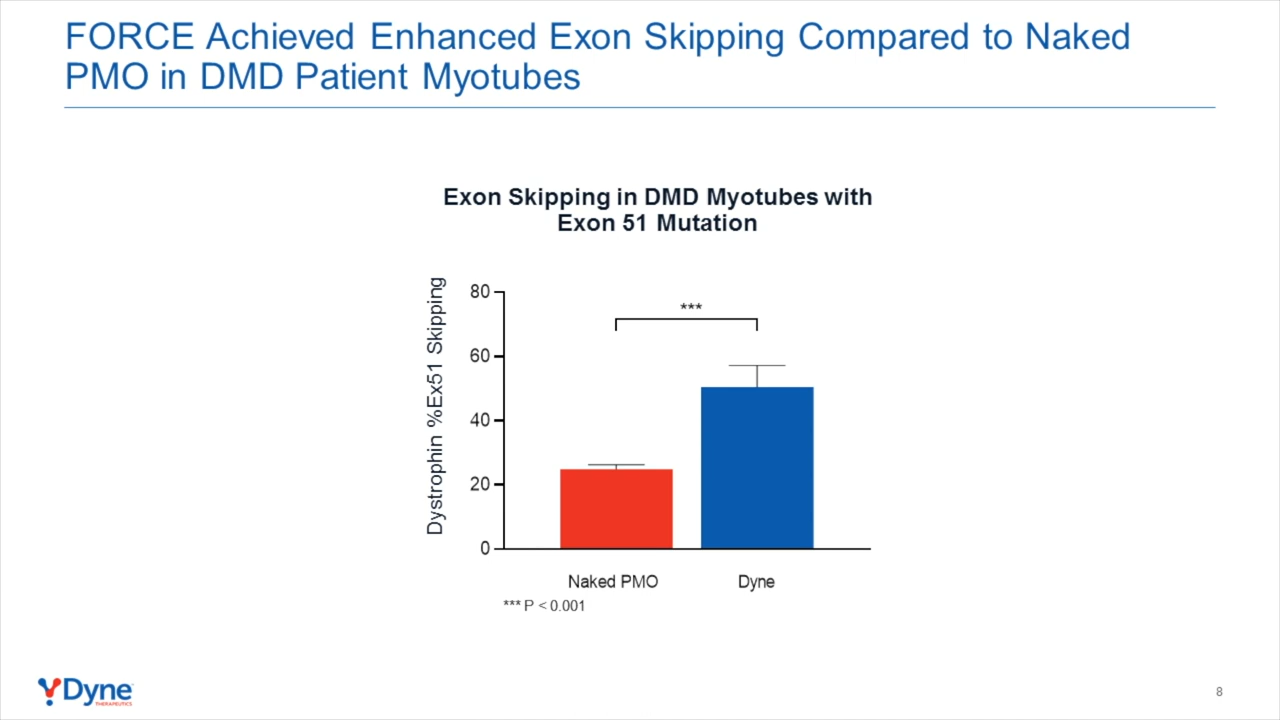 FORCE Achieved Enhanced Exon Skipping Compared to Naked
PMO in DMD Patient Myotubes
Exon Skipping in DMD Myotubes with
Exon 51 Mutation
Dystrophin %Ex51 Skipping
80
60
40
20
0
***
Naked PMO
Dyne
*** P < 0.001
Dyne
THERAPEUTICS
8